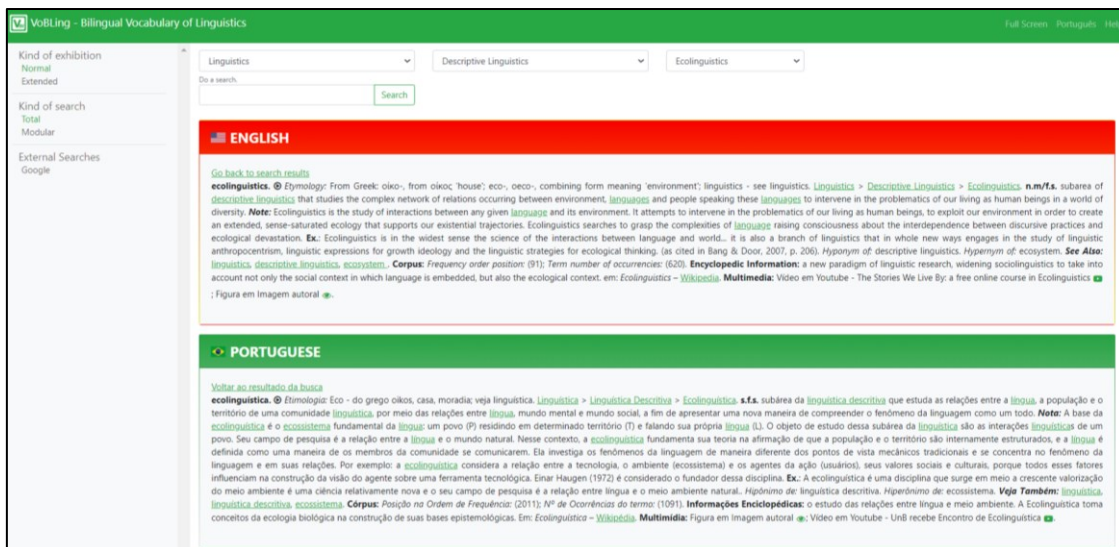 VoBLing - Bilingual Vocabulary of Linguistics
Full Screen Português Hel
Kind of exhibition
Normal
Extended
Kind of search
Total
Modular
External Searches
Google
Linguistics
Descriptive Linguistics
Ecolinguistics
Do a search.
Search
ENGLISH
Go back to search results
ecolinguistics. ® Etymology: From Greek: οίκο-, from οίκος 'house'; eco-, oeco-, combining form meaning 'environment'; linguistics - see linguistics. Linguistics > Descriptive Linguistics > Ecolinguistics. n.m/f.s. subarea of
descriptive linguistics that studies the complex network of relations occurring between environment, languages and people speaking these languages to intervene in the problematics of our living as human beings in a world of
diversity. Note: Ecolinguistics is the study of interactions between any given language and its environment. It attempts to intervene in the problematics of our living as human beings, to exploit our environment in order to create
an extended, sense-saturated ecology that supports our existential trajectories. Ecolinguistics searches to grasp the complexities of language raising consciousness about the interdependence between discursive practices and
ecological devastation. Ex.: Ecolinguistics is in the widest sense the science of the interactions between language and world... it is also a branch of linguistics that in whole new ways engages in the study of linguistic
anthropocentrism, linguistic expressions for growth ideology and the linguistic strategies for ecological thinking. (as cited in Bang & Door, 2007, p. 206). Hyponym of: descriptive linguistics. Hypernym of: ecosystem. See Also:
linguistics, descriptive linguistics, ecosystem . Corpus: Frequency order position: (91); Term number of occurrencies: (620). Encyclopedic Information: a new paradigm of linguistic research, widening sociolinguistics to take into
account not only the social context in which language is embedded, but also the ecological context. em: Ecolinguistics – Wikipedia. Multimedia: Vídeo em Youtube - The Stories We Live By: a free online course in Ecolinguistics
; Figura em Imagem autoral .
PORTUGUESE
Voltar ao resultado da busca
ecolinguística. ® Etimologia: Eco - do grego oikos, casa, moradia; veja linguística. Linguística > Linguística Descritiva > Ecolinguística. s.f.s. subárea da linguística descritiva que estuda as relações entre a língua, a população e o
território de uma comunidade linguística, por meio das relações entre língua, mundo mental e mundo social, a fim de apresentar uma nova maneira de compreender o fenômeno da linguagem como um todo. Nota: A base da
ecolinguística é o ecossistema fundamental da língua: um povo (P) residindo em determinado território (T) e falando sua própria língua (L). O objeto de estudo dessa subárea da linguística são as interações linguísticas de um
povo. Seu campo de pesquisa é a relação entre a língua e o mundo natural. Nesse contexto, a ecolinguística fundamenta sua teoria na afirmação de que a população e o território são internamente estruturados, e a língua é
definida como uma maneira de os membros da comunidade se comunicarem. Ela investiga os fenômenos da linguagem de maneira diferente dos pontos de vista mecânicos tradicionais e se concentra no fenômeno da
linguagem e em suas relações. Por exemplo: a ecolinguística considera a relação entre a tecnologia, o ambiente (ecossistema) e os agentes da ação (usuários), seus valores sociais e culturais, porque todos esses fatores
influenciam na construção da visão do agente sobre uma ferramenta tecnológica. Einar Haugen (1972) é considerado o fundador dessa disciplina. Ex.: A ecolinguística é uma disciplina que surge em meio a crescente valorização
do meio ambiente é uma ciência relativamente nova e o seu campo de pesquisa é a relação entre língua e o meio ambiente natural.. Hipônimo de: linguística descritiva. Hiperônimo de: ecossistema. Veja Também: linguística,
linguística descritiva, ecossistema. Córpus: Posição na Ordem de Frequência: (2011); Nº de Ocorrências do termo: (1091). Informações Enciclopédicas: o estudo das relações entre língua e meio ambiente. A Ecolinguística toma
conceitos da ecologia biológica na construção de suas bases epistemológicas. Em: Ecolinguística – Wikipédia. Multimídia: Figura em Imagem autoral ; Vídeo em Youtube - UnB recebe Encontro de Ecolinguística .